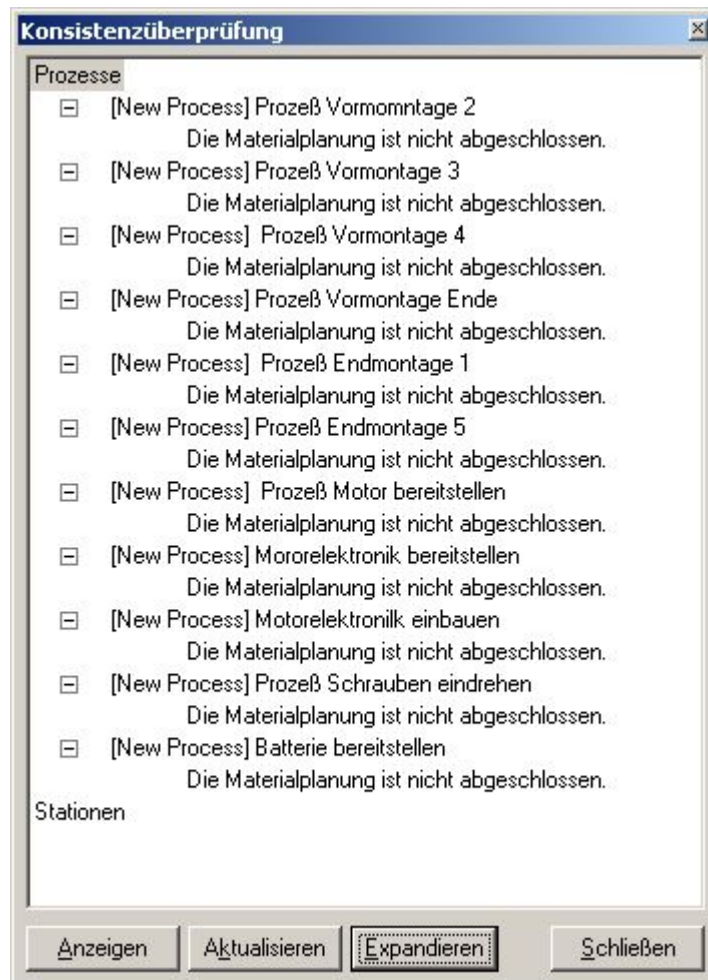 Konsistenzüberprüfung
Prozesse
[New Process] Prozeß Vormomntage 2
Die Materialplanung ist nicht abgeschlossen.
[New Process] Prozeß Vormontage 3
Die Materialplanung ist nicht abgeschlossen.
[New Process] Prozeß Vormontage 4
Die Materialplanung ist nicht abgeschlossen.
[New Process] Prozeß Vormontage Ende
Die Materialplanung ist nicht abgeschlossen.
[New Process] Prozeß Endmontage 1
Die Materialplanung ist nicht abgeschlossen.
[New Process] Prozeß Endmontage 5
Die Materialplanung ist nicht abgeschlossen.
[New Process] Prozeß Motor bereitstellen
Die Materialplanung ist nicht abgeschlossen.
[New Process] Mororelektronik bereitstellen
Die Materialplanung ist nicht abgeschlossen.
[New Process] Motorelektronilk einbauen
Die Materialplanung ist nicht abgeschlossen.
[New Process] Prozeß Schrauben eindrehen
Die Materialplanung ist nicht abgeschlossen.
[New Process] Batterie bereitstellen
Die Materialplanung ist nicht abgeschlossen.
Stationen
Anzeigen Aktualisieren Expandieren Schließen